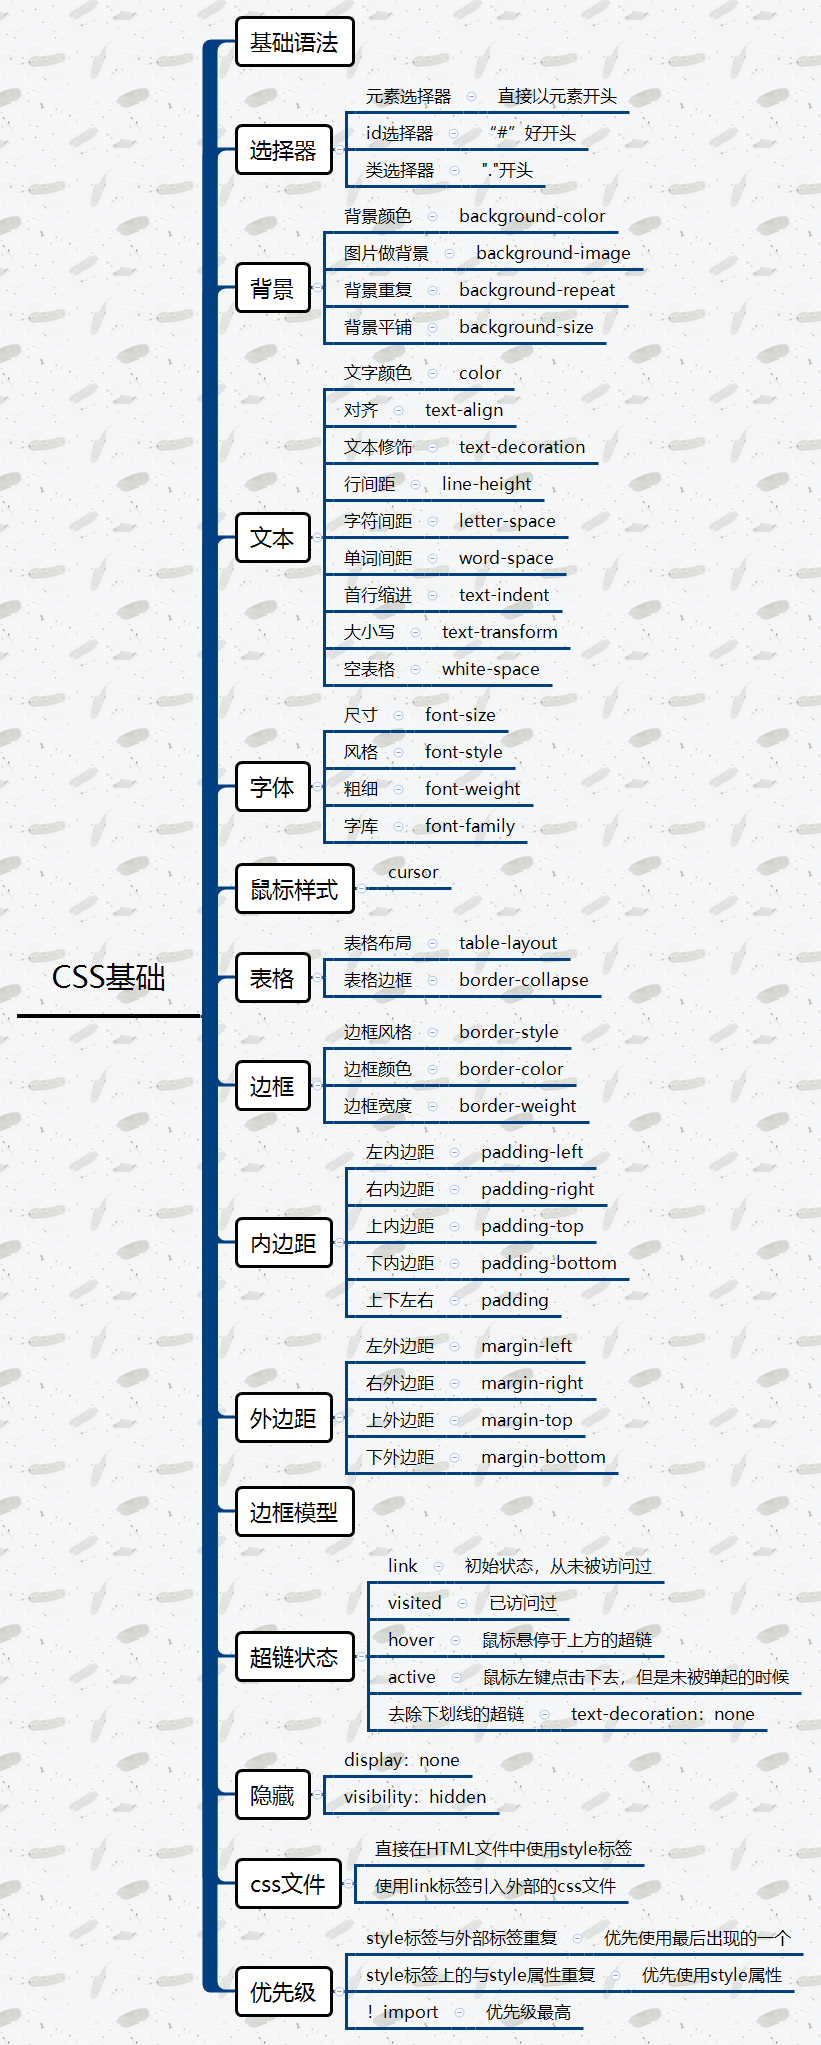 CSS基础
基础语法
选择器
元素选择器 直接以元素开头
id选择器 “#”好开头
类选择器 "."开头
背景
背景颜色 background-color
图片做背景 background-image
背景重复 background-repeat
背景平铺 background-size
文本
文字颜色 color
对齐 text-align
文本修饰 text-decoration
行间距 line-height
字符间距 letter-space
单词间距 word-space
首行缩进 text-indent
大小写 text-transform
空表格 white-space
字体
尺寸 font-size
风格 font-style
粗细 font-weight
字库 font-family
鼠标样式
cursor
表格
表格布局 table-layout
表格边框 border-collapse
边框
边框风格 border-style
边框颜色 border-color
边框宽度 border-weight
内边距
左内边距 padding-left
右内边距 padding-right
上内边距 padding-top
下内边距 padding-bottom
上下左右 padding
外边距
左外边距 margin-left
右外边距 margin-right
上外边距 margin-top
下外边距 margin-bottom
边框模型
超链状态
link 初始状态，从未被访问过
visited 已访问过
hover 鼠标悬停于上方的超链
active 鼠标左键点击下去，但是未被弹起的时候
去除下划线的超链 text-decoration：none
隐藏
display：none
visibility：hidden
css文件
直接在HTML文件中使用style标签
使用link标签引入外部的css文件
优先级
style标签与外部标签重复 优先使用最后出现的一个
style标签上的与style属性重复 优先使用style属性
！import 优先级最高